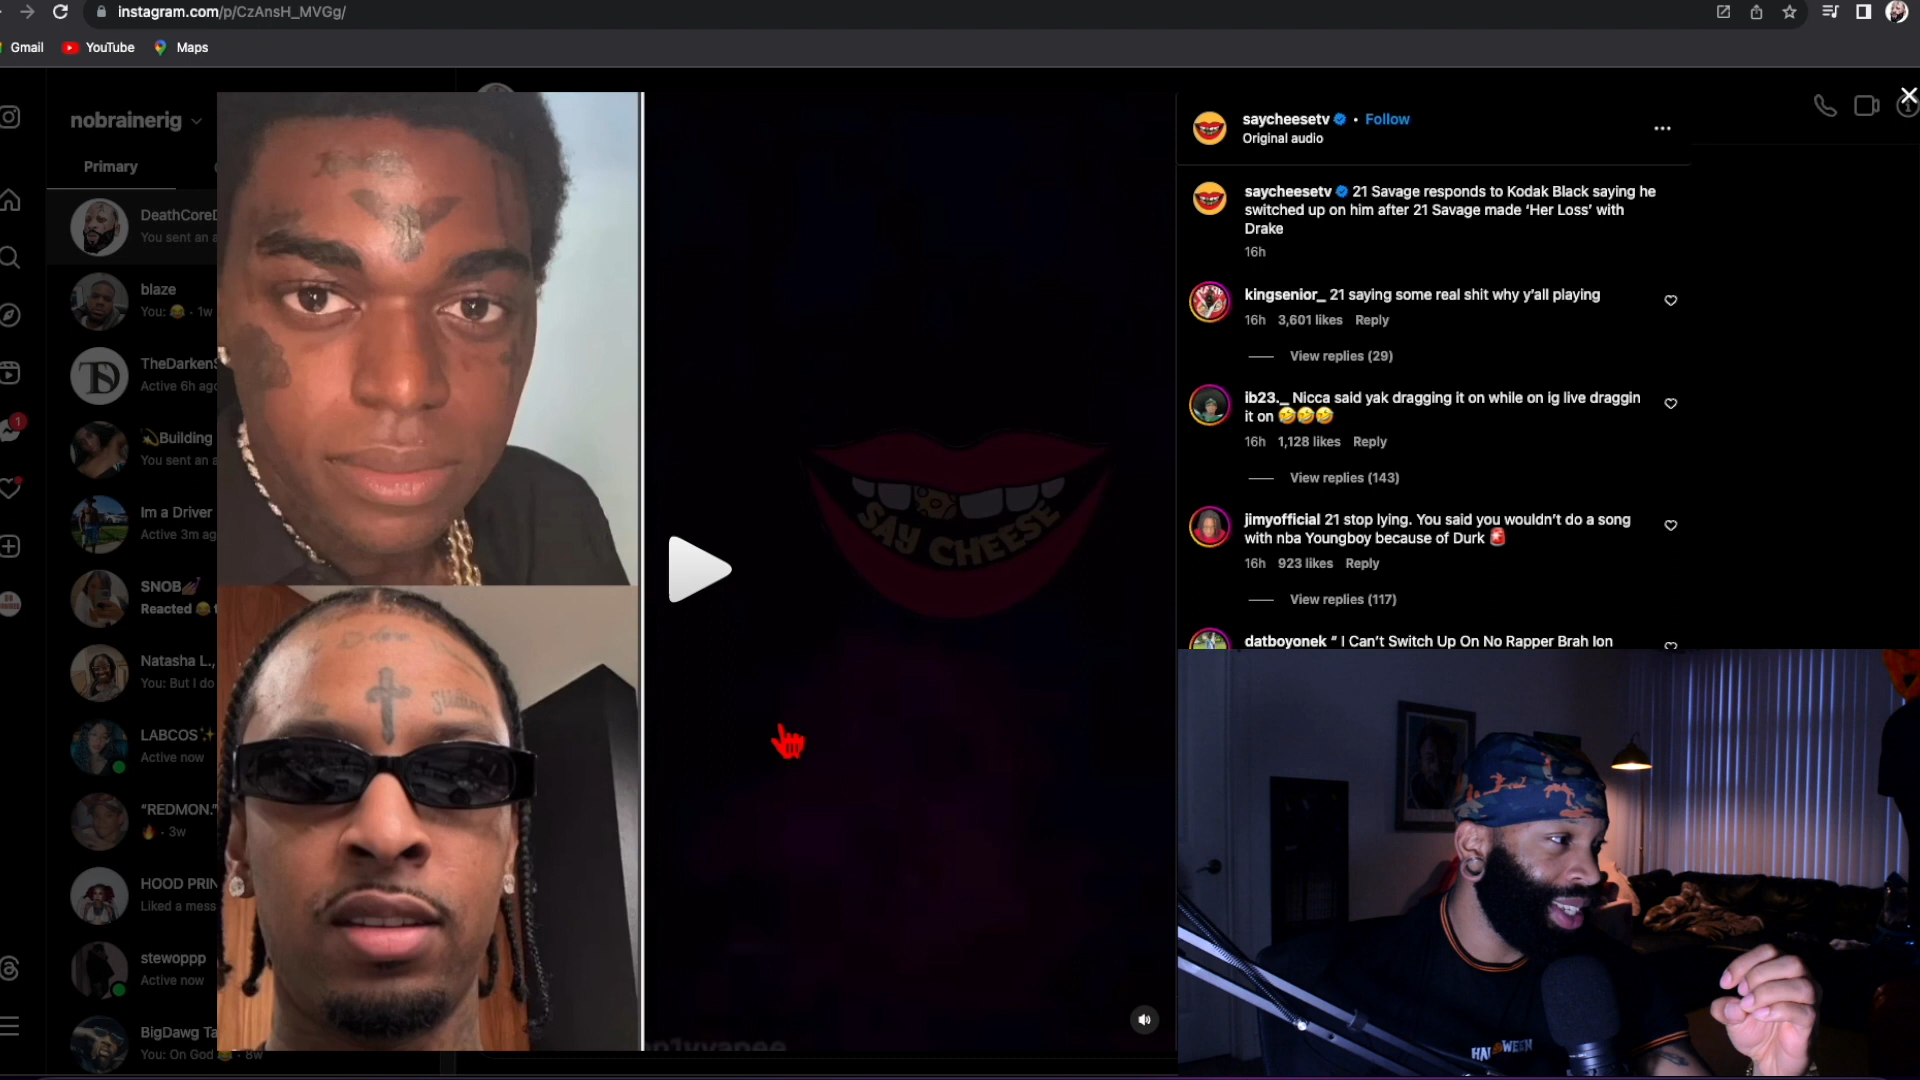 instagram.com/p/CzAnsH_MVGg/
Gmail
YouTube
Maps
nobrainerig
Primary
DeathCoreD
You sent an a
blaze
You: 😂 · 1w
TheDarkenS
Active 6h ago
💫Building
You sent an a
Im a Driver
Active 3m ag
SNOB💅🏾
Reacted 😂 t
Natasha L.,
You: But I do
LABCOS✨
Active now
“REDMON.”
🔥 · 3w
HOOD PRIN
Liked a mess
stewoppp
Active now
BigDawg Ta
You: On God 😂 · 8w
1
SAY CHEESE
saycheesetv • Follow
Original audio
saycheesetv 21 Savage responds to Kodak Black saying he
switched up on him after 21 Savage made ‘Her Loss’ with
Drake
16h
kingsenior_ 21 saying some real shit why y’all playing
16h 3,601 likes Reply
View replies (29)
ib23._ Nicca said yak dragging it on while on ig live draggin
it on 🤣🤣🤣
16h 1,128 likes Reply
View replies (143)
jimyofficial 21 stop lying. You said you wouldn’t do a song
with nba Youngboy because of Durk 🚨
16h 923 likes Reply
View replies (117)
datboyonek “ I Can’t Switch Up On No Rapper Brah Ion
HALLOWEEN